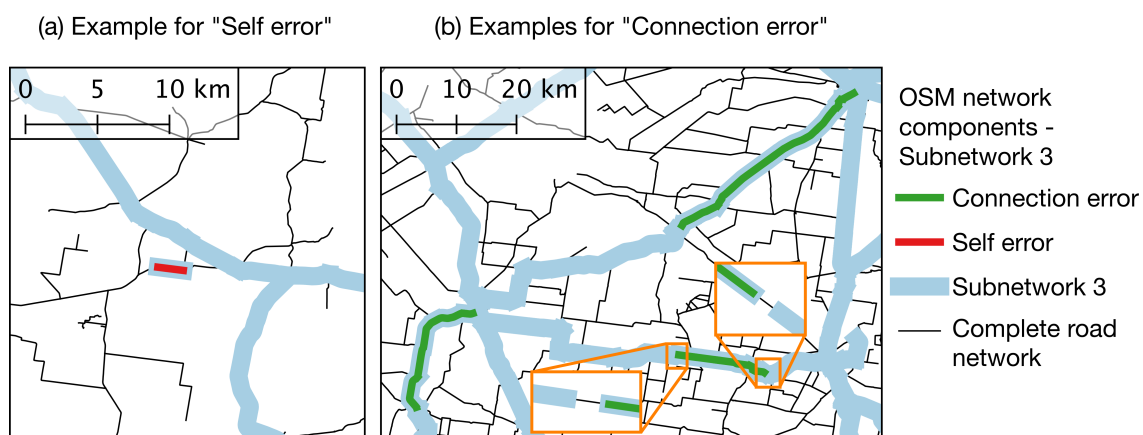 (a) Example for "Self error"
(b) Examples for "Connection error"
0 5 10 km
0 10 20 km
OSM network
components -
Subnetwork 3
Connection error
Self error
Subnetwork 3
Complete road
network